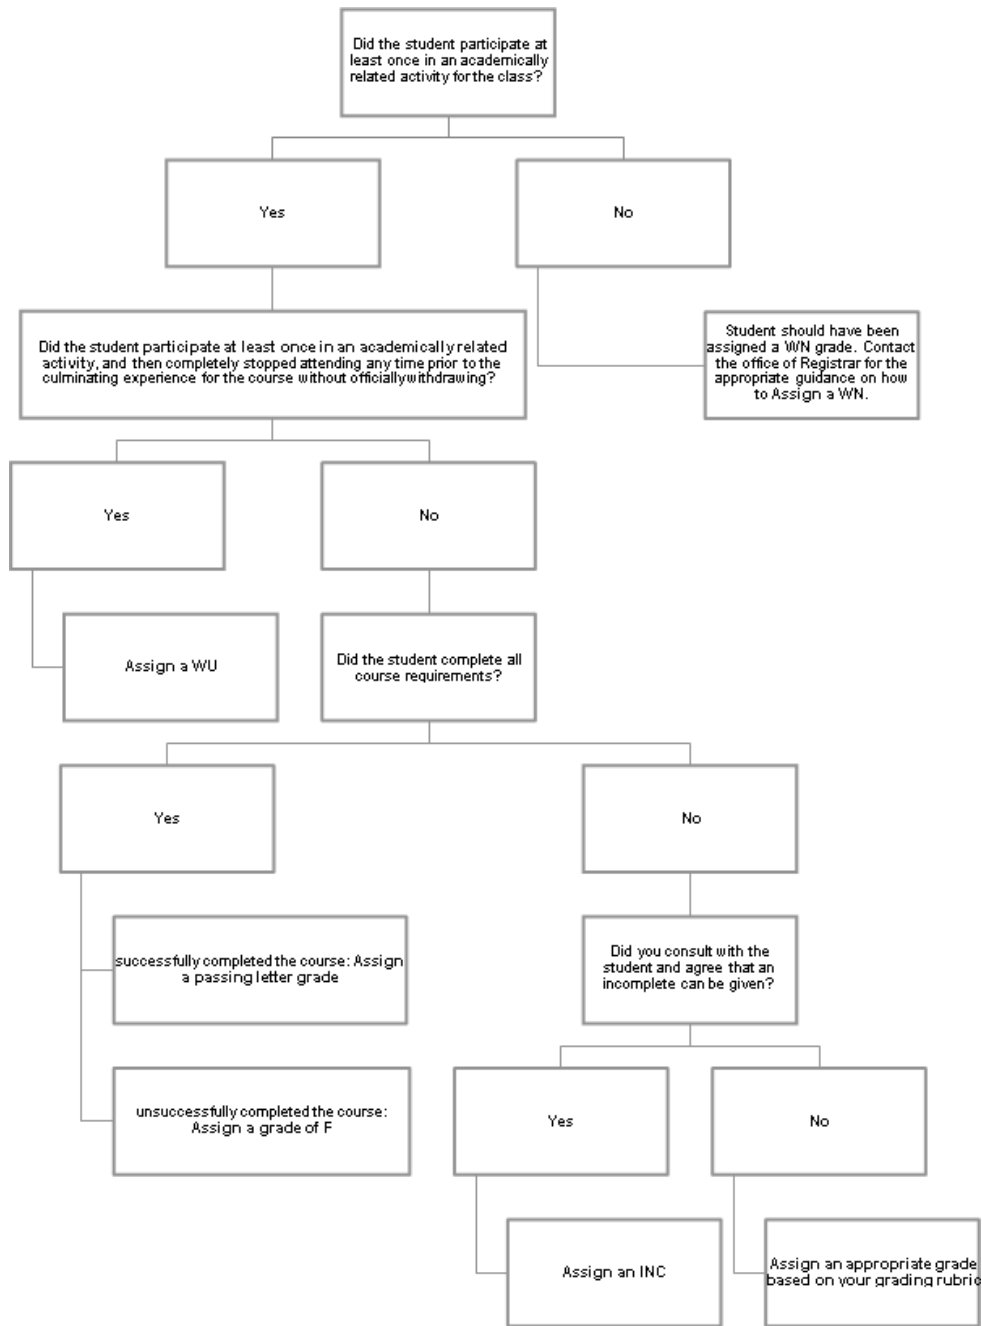 Did the student participate at
least once in an academically
related activity for the class?
Yes
No
Did the student participate at least once in an academically related
activity, and then completely stopped attending any time prior to the
culminating experience for the course without officially withdrawing?
Student should have been
assigned a WN grade. Contact
the office of Registrar for the
appropriate guidance on how
to Assign a WN.
Yes
No
Assign a WU
Did the student complete all
course requirements?
Yes
No
successfully completed the course: Assign
a passing letter grade
Did you consult with the
student and agree that an
incomplete can be given?
unsuccessfully completed the course:
Assign a grade of F
Yes
No
Assign an INC
Assign an appropriate grade
based on your grading rubric